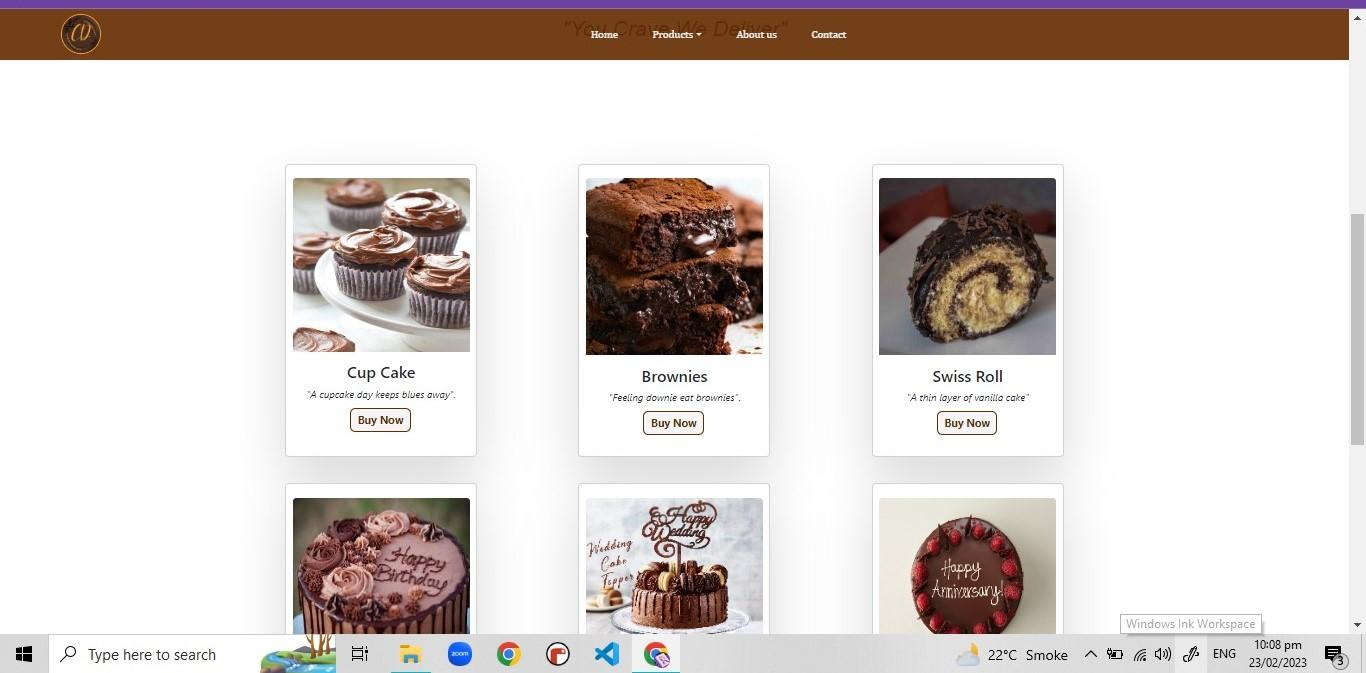 "You Crave We Deliver"
CD
Home Products About us Contact
Cup Cake
"A cupcake day keeps blues away".
Buy Now
Brownies
"Feeling downie eat brownies".
Buy Now
Swiss Roll
"A thin layer of vanilla cake"
Buy Now
Happy
Birthday
Happy
Wedding
Wedding
Cake
Topper
Happy
Anniversary!
Windows Ink Workspace
Type here to search
zoom
22°C Smoke
ENG
10:08 pm
23/02/2023
3